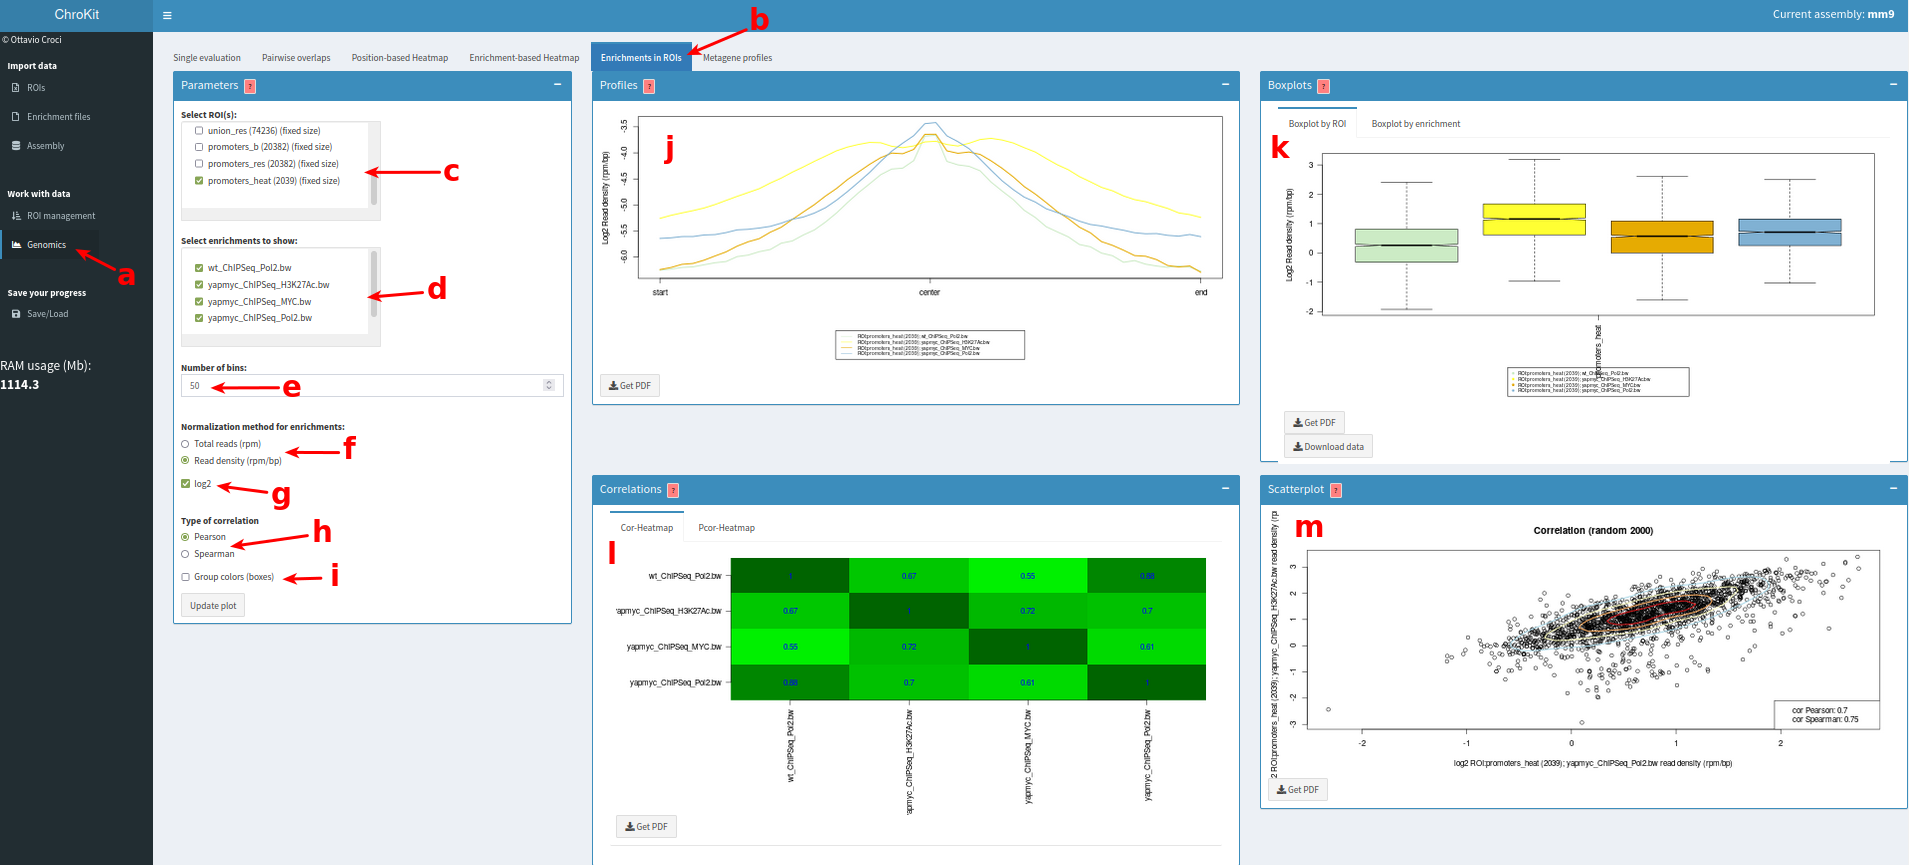 ChroKit
Current assembly: mm9
© Ottavio Croci
Import data
ROIs
Enrichment files
Assembly
Work with data
ROI management
Genomics
Save your progress
Save/Load
RAM usage (Mb):
1114.3
a
b
Single evaluation
Pairwise overlaps
Position-based Heatmap
Enrichment-based Heatmap
Enrichments in ROIs
Metagene profiles
Parameters ?
Select ROI(s):
union_res (74236) (fixed size)
promoters_b (20382) (fixed size)
promoters_res (20382) (fixed size)
promoters_heat (2039) (fixed size)
c
Select enrichments to show:
wt_ChIPSeq_Pol2.bw
yapmyc_ChIPSeq_H3K27Ac.bw
yapmyc_ChIPSeq_MYC.bw
yapmyc_ChIPSeq_Pol2.bw
d
Number of bins:
50
e
Normalization method for enrichments:
Total reads (rpm)
Read density (rpm/bp)
f
log2
g
Type of correlation
Pearson
Spearman
h
Group colors (boxes)
i
Update plot
Profiles ?
j
Log2 Read density (rpm/bp)
-3.5
-4.0
-4.5
-5.0
-5.5
-6.0
start
center
end
ROI:promoters_heat (2039); wt_ChIPSeq_Pol2.bw
ROI:promoters_heat (2039); yapmyc_ChIPSeq_H3K27Ac.bw
ROI:promoters_heat (2039); yapmyc_ChIPSeq_MYC.bw
ROI:promoters_heat (2039); yapmyc_ChIPSeq_Pol2.bw
Get PDF
Boxplots ?
Boxplot by ROI
Boxplot by enrichment
k
Log2 Read density (rpm/bp)
3
2
1
0
-1
-2
promoters_heat
ROI:promoters_heat (2039); wt_ChIPSeq_Pol2.bw
ROI:promoters_heat (2039); yapmyc_ChIPSeq_H3K27Ac.bw
ROI:promoters_heat (2039); yapmyc_ChIPSeq_MYC.bw
ROI:promoters_heat (2039); yapmyc_ChIPSeq_Pol2.bw
Get PDF
Download data
Correlations ?
Cor-Heatmap
Pcor-Heatmap
l
wt_ChIPSeq_Pol2.bw 1 0.67 0.55 0.88
yapmyc_ChIPSeq_H3K27Ac.bw 0.67 1 0.72 0.7
yapmyc_ChIPSeq_MYC.bw 0.55 0.72 1 0.61
yapmyc_ChIPSeq_Pol2.bw 0.88 0.7 0.61 1
wt_ChIPSeq_Pol2.bw
apmyc_ChIPSeq_H3K27Ac.bw
yapmyc_ChIPSeq_MYC.bw
yapmyc_ChIPSeq_Pol2.bw
Get PDF
Scatterplot ?
m
Correlation (random 2000)
2 ROI:promoters_heat (2039); yapmyc_ChIPSeq_H3K27Ac.bw read density (rp
3
2
1
0
-1
-2
-3
cor Pearson: 0.7
cor Spearman: 0.75
-2
-1
0
1
2
log2 ROI:promoters_heat (2039); yapmyc_ChIPSeq_Pol2.bw read density (rpm/bp)
Get PDF